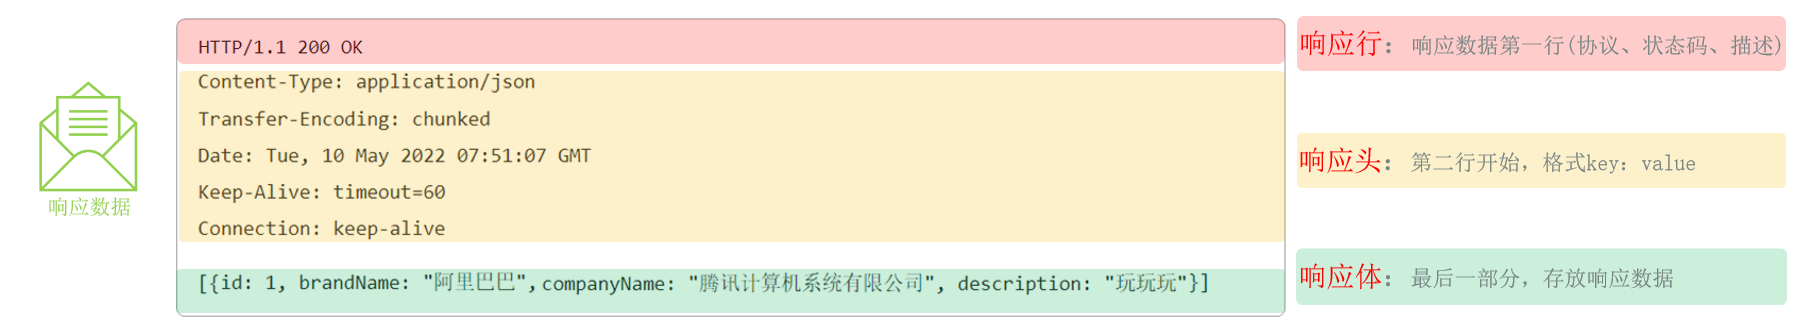 HTTP/1.1 200 OK
响应行：响应数据第一行(协议、状态码、描述)
Content-Type: application/json
Transfer-Encoding: chunked
Date: Tue, 10 May 2022 07:51:07 GMT
响应头：第二行开始，格式key：value
Keep-Alive: timeout=60
响应数据
Connection: keep-alive
[{id: 1, brandName: "阿里巴巴",companyName: "腾讯计算机系统有限公司", description: "玩玩玩"}]
响应体：最后一部分，存放响应数据